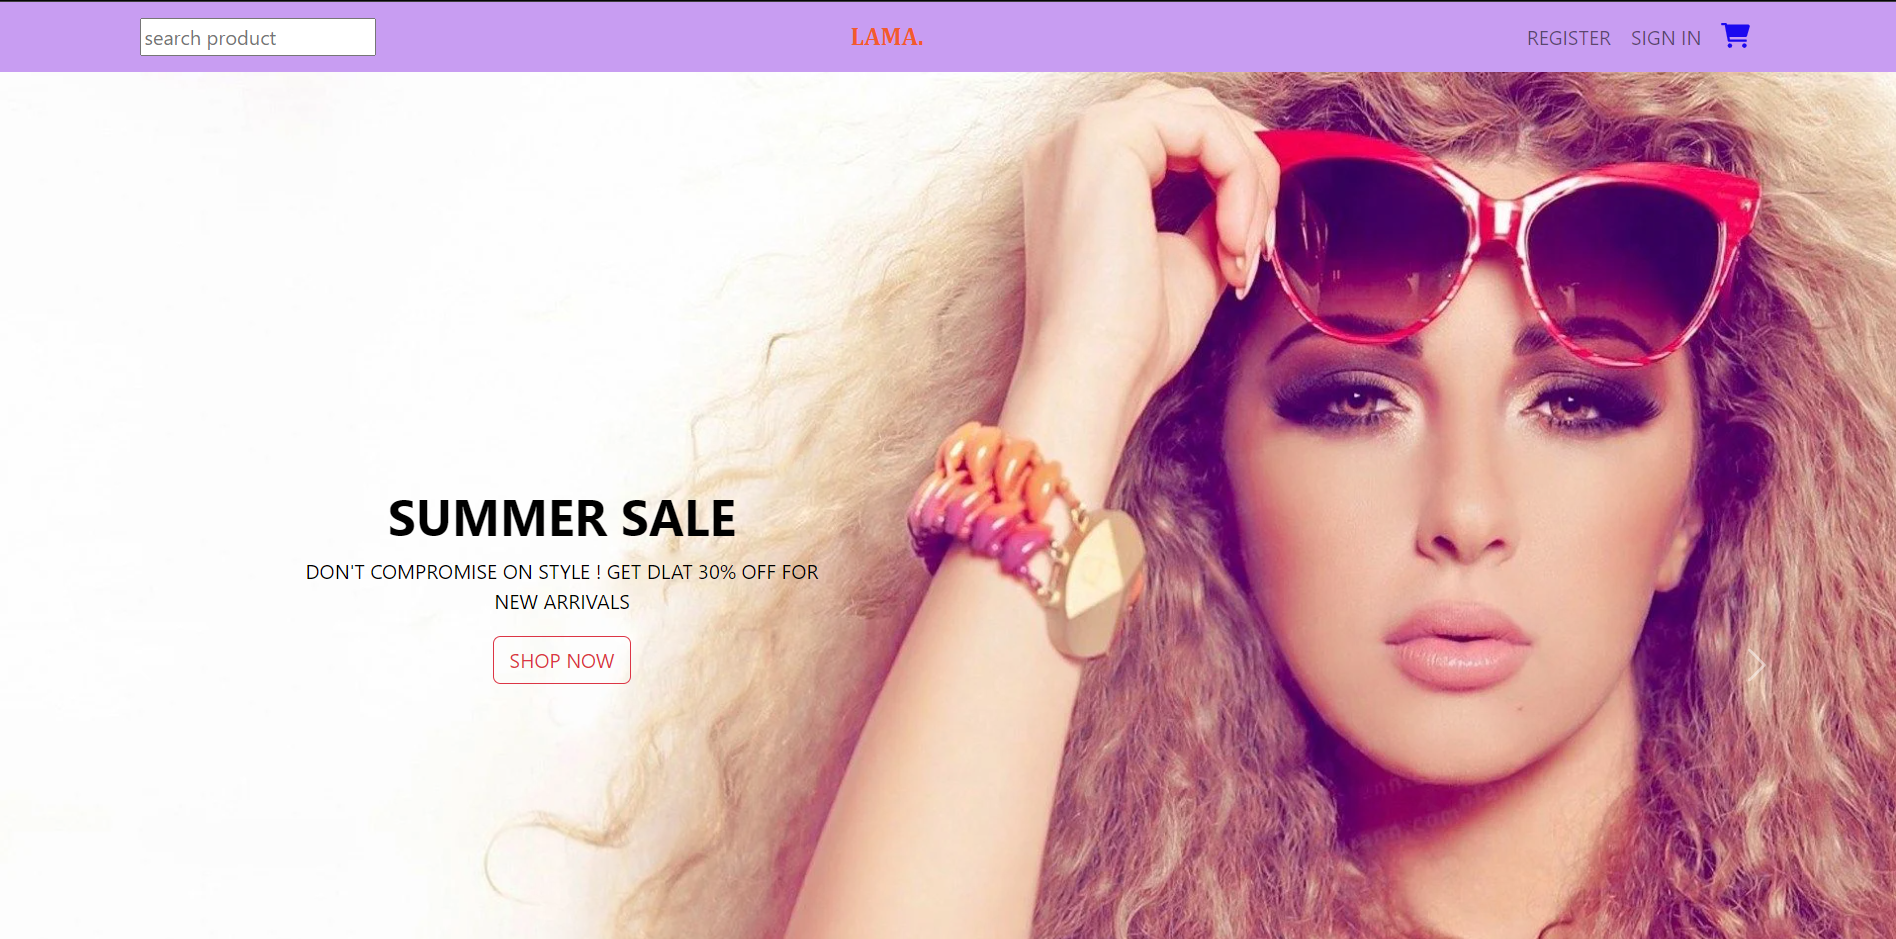 search product
LAMA.
REGISTER SIGN IN
SUMMER SALE
DON'T COMPROMISE ON STYLE ! GET DLAT 30% OFF FOR
NEW ARRIVALS
SHOP NOW